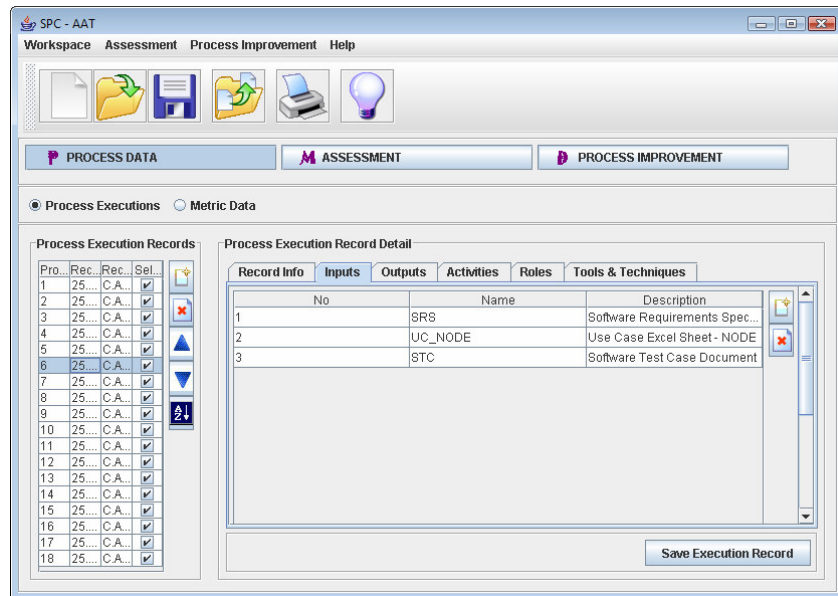 SPC - AAT
Workspace Assessment Process Improvement Help
P PROCESS DATA
M ASSESSMENT
PROCESS IMPROVEMENT
Process Executions Metric Data
Process Execution Records
Pro... Rec... Rec... Sel...
1 25.... C.A...
2 25.... C.A...
3 25.... C.A...
4 25.... C.A...
5 25.... C.A...
6 25.... C.A...
7 25.... C.A...
8 25.... C.A...
9 25.... C.A...
10 25.... C.A...
11 25.... C.A...
12 25.... C.A...
13 25.... C.A...
14 25.... C.A...
15 25.... C.A...
16 25.... C.A...
17 25.... C.A...
18 25.... C.A...
A
Z
Process Execution Record Detail
Record Info Inputs Outputs Activities Roles Tools & Techniques
No Name Description
1 SRS Software Requirements Spec...
2 UC_NODE Use Case Excel Sheet - NODE
3 STC Software Test Case Document
Save Execution Record